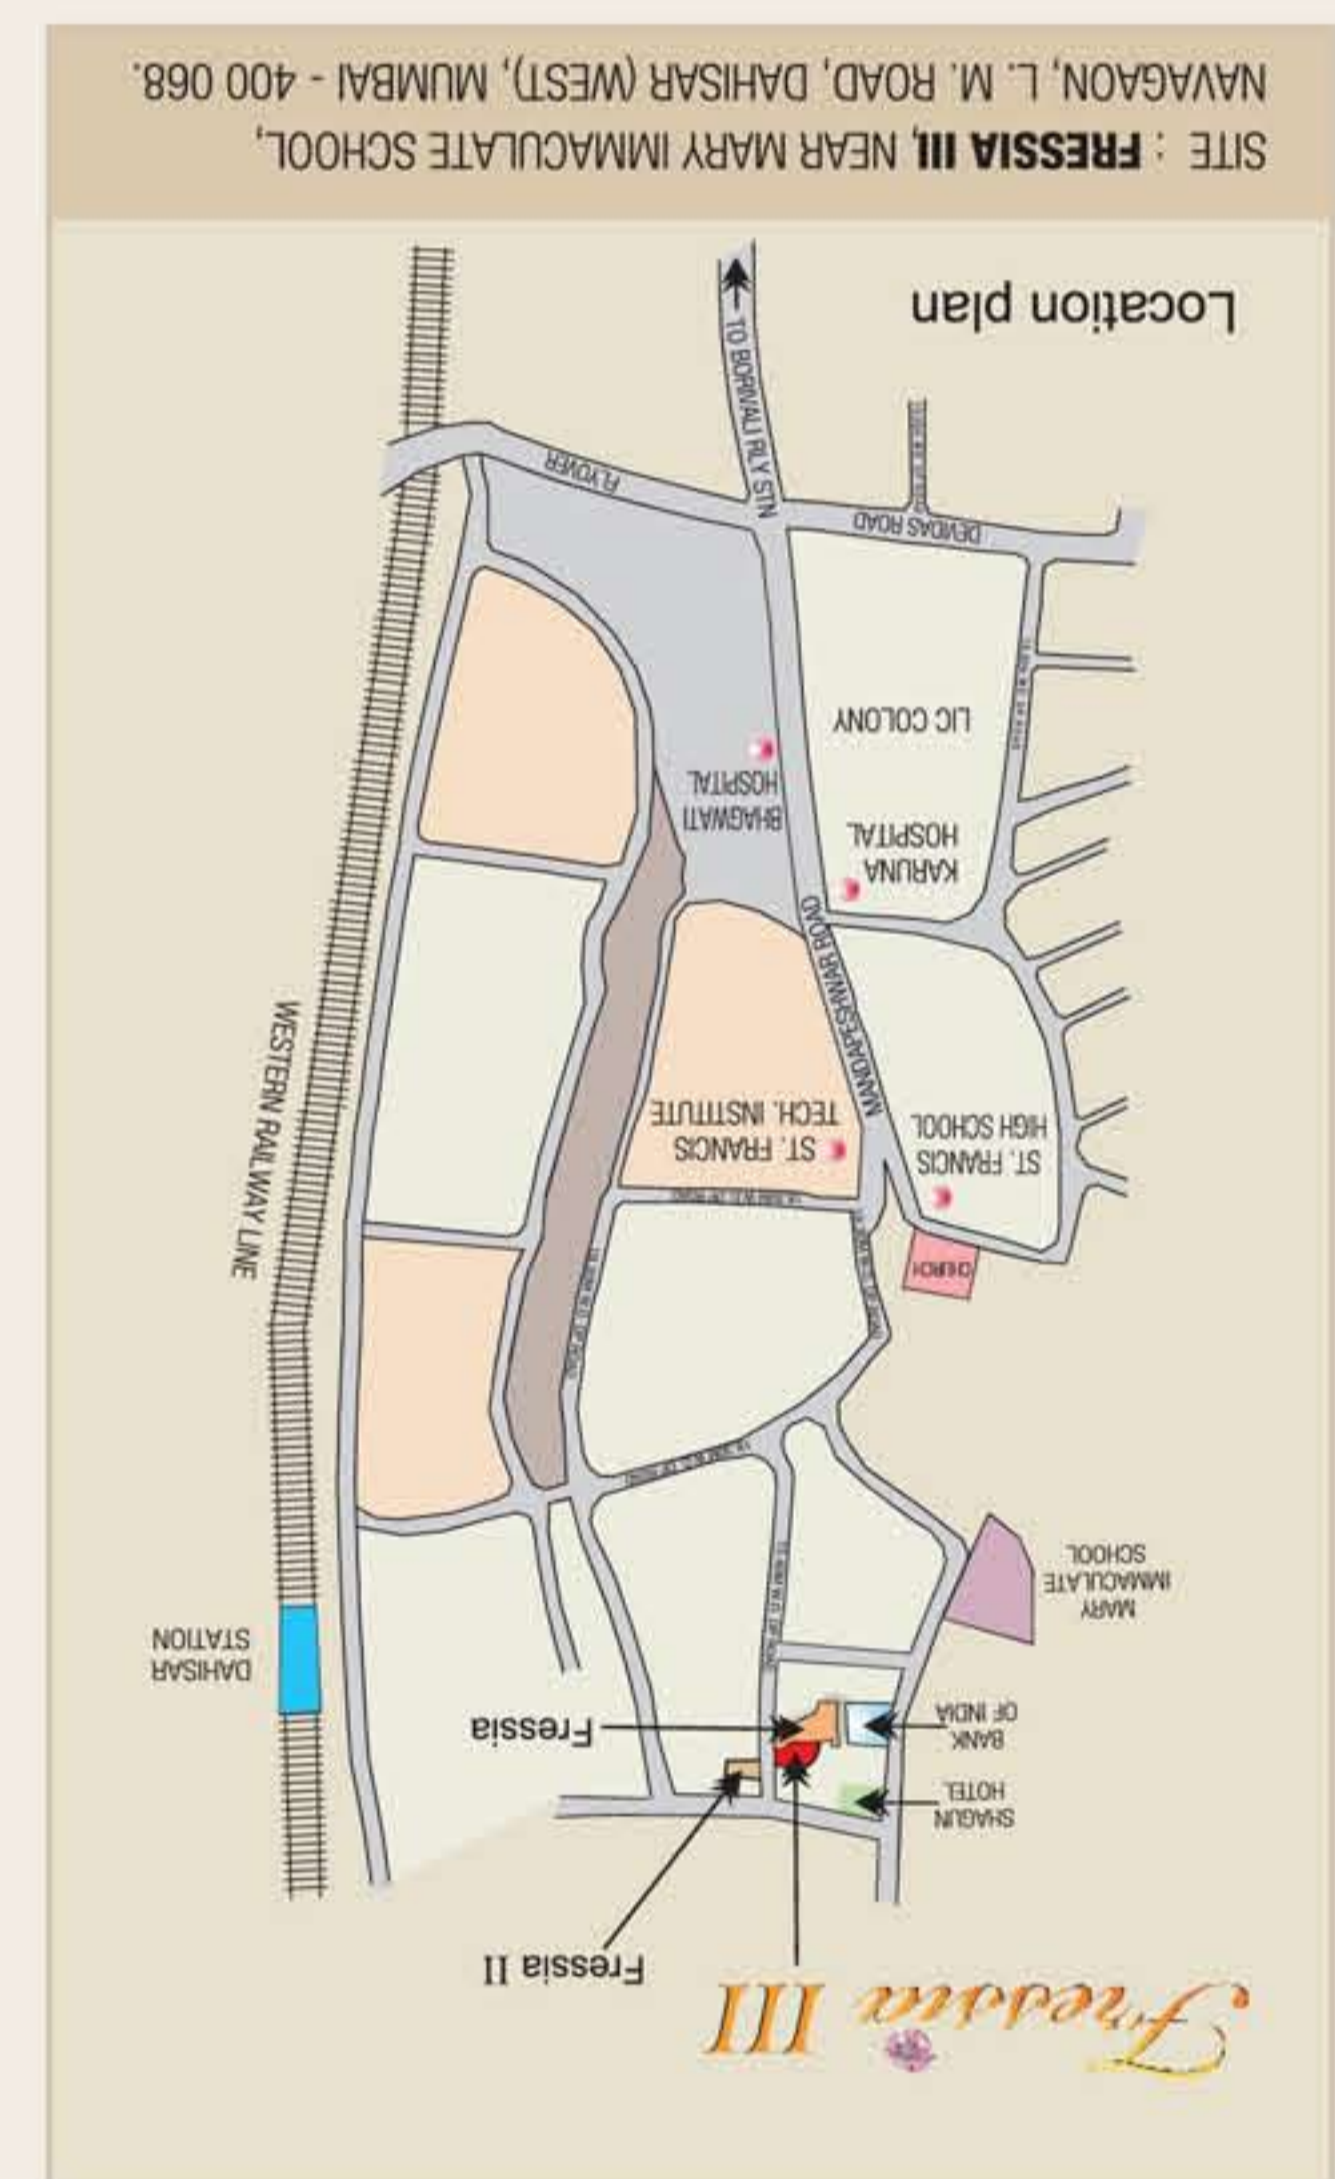 Fressia III
Fressia II
SHAGUN
HOTEL
BANK
OF INDIA
Fressia
DAHISAR
STATION
MARY
IMMACULATE
SCHOOL
CHURCH
ST. FRANCIS
HIGH SCHOOL
ST. FRANCIS
TECH. INSTITUTE
WESTERN RAILWAY LINE
MANDAPESHWAR ROAD
KARUNA
HOSPITAL
BHAGWATI
HOSPITAL
LIC COLONY
DEVIDAS ROAD
FLYOVER
TO BORIVALI RLY STN
Location plan
SITE : FRESSIA III, NEAR MARY IMMACULATE SCHOOL,
NAVAGAON, L. M. ROAD, DAHISAR (WEST), MUMBAI - 400 068.